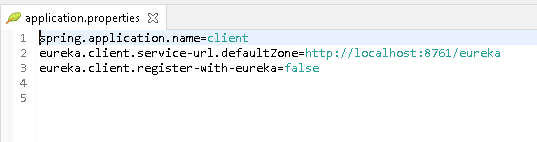 application.properties
1 spring.application.name=client
2 eureka.client.service-url.defaultZone=http://localhost:8761/eureka
3 eureka.client.register-with-eureka=false
4
5